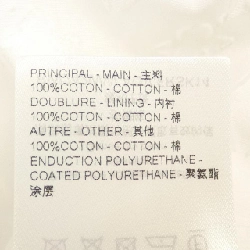 PRINCIPAL - MAIN - 主料
100%COTON - COTTON - 棉
DOUBLURE - LINING - 内衬
100%COTON - COTTON - 棉
AUTRE - OTHER - 其他
100%COTON - COTTON - 棉
ENDUCTION POLYURETHANE -
COATED POLYURETHANE - 聚氨酯
涂层